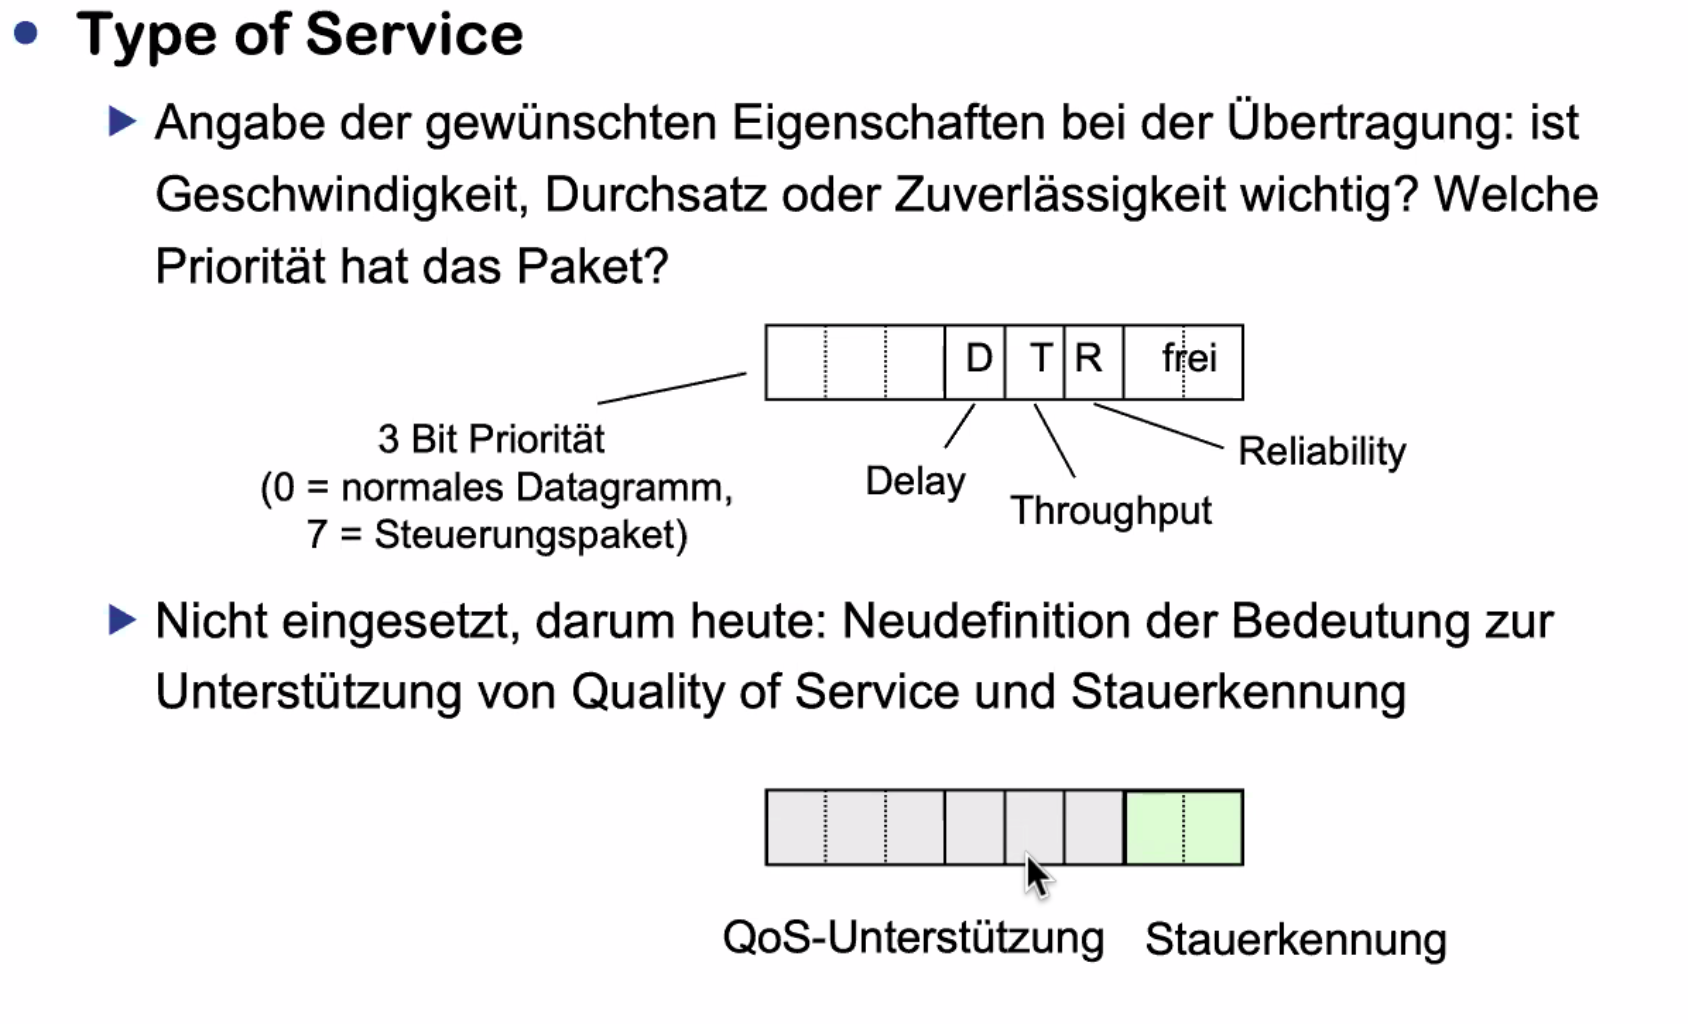 Type of Service
Angabe der gewünschten Eigenschaften bei der Übertragung: ist
Geschwindigkeit, Durchsatz oder Zuverlässigkeit wichtig? Welche
Priorität hat das Paket?
D T R frei
3 Bit Priorität
(0 = normales Datagramm,
7 = Steuerungspaket)
Delay
Throughput
Reliability
Nicht eingesetzt, darum heute: Neudefinition der Bedeutung zur
Unterstützung von Quality of Service und Stauerkennung
QoS-Unterstützung Stauerkennung